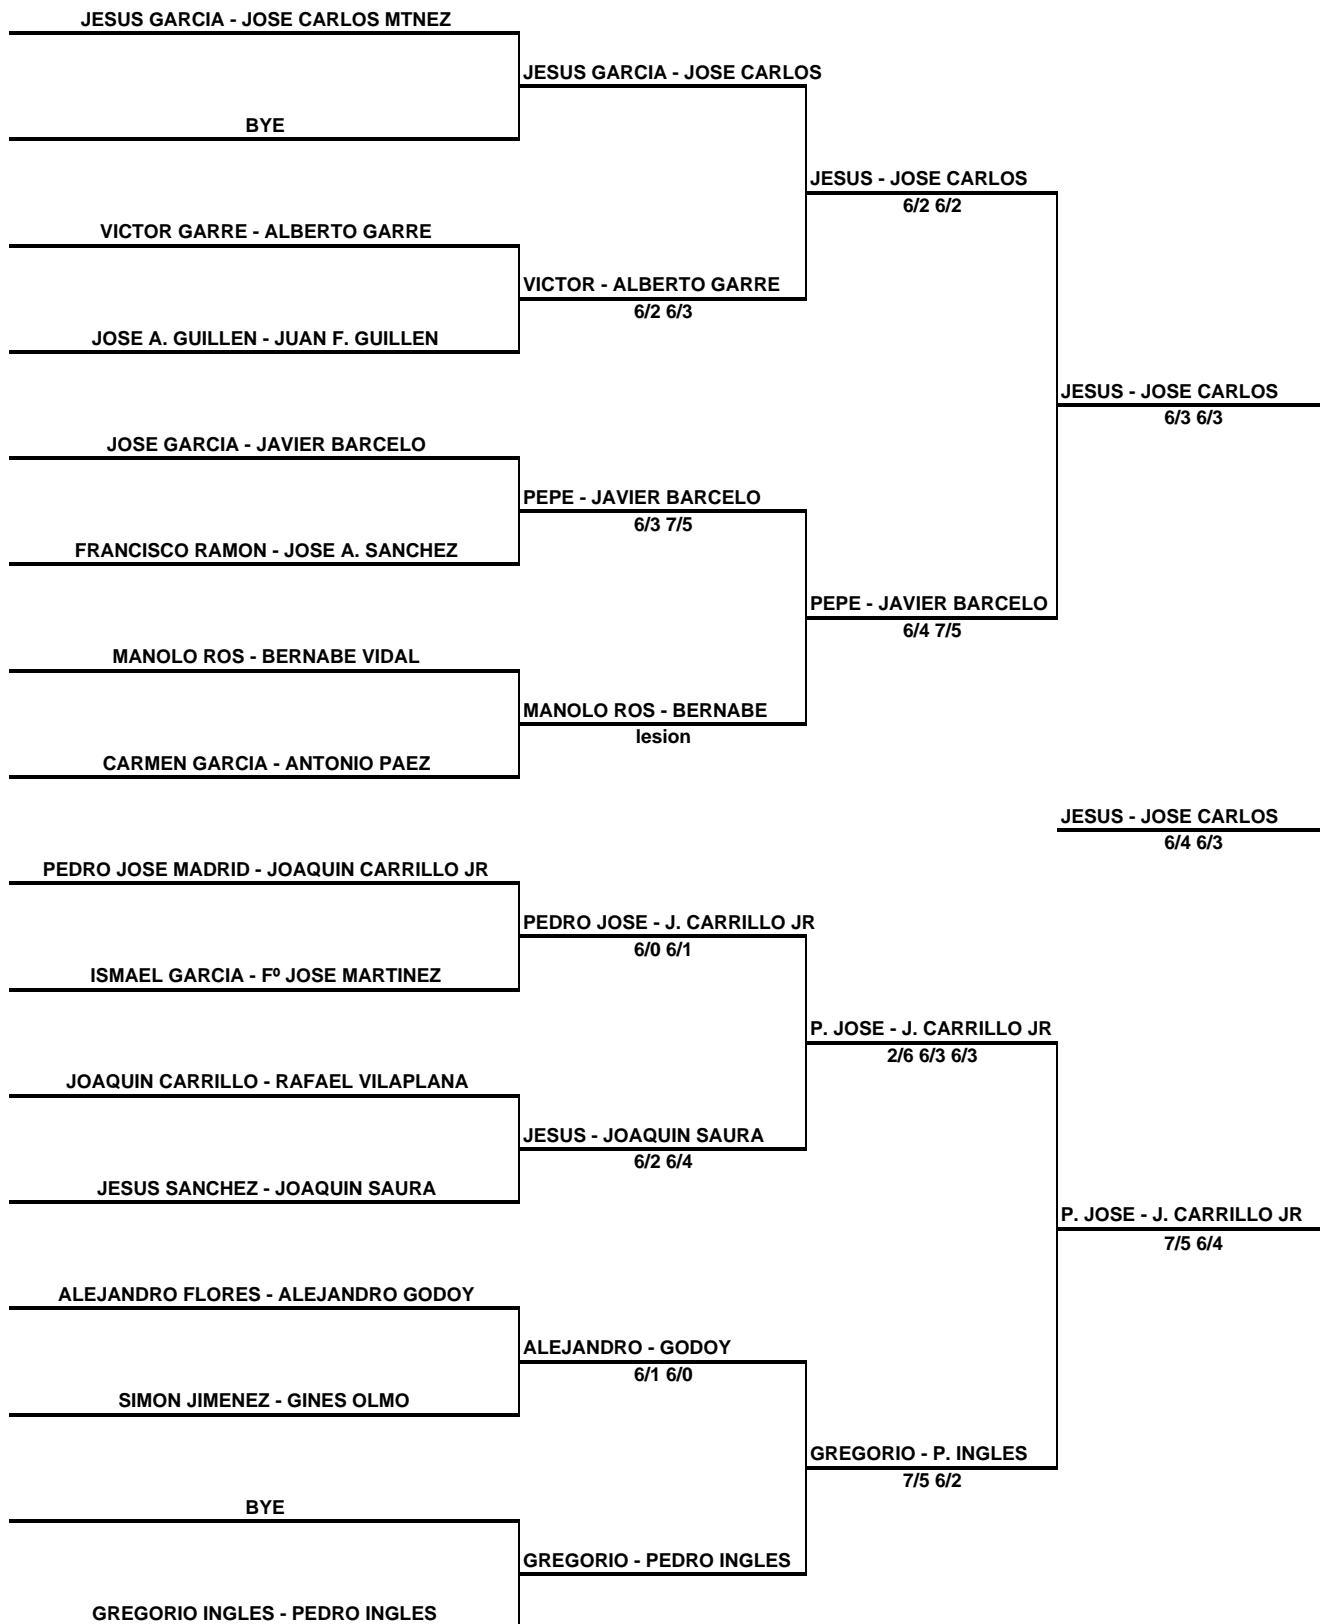 JESUS GARCIA - JOSE CARLOS MTNEZ
JESUS GARCIA - JOSE CARLOS
BYE
JESUS - JOSE CARLOS
6/2 6/2
VICTOR GARRE - ALBERTO GARRE
VICTOR - ALBERTO GARRE
6/2 6/3
JOSE A. GUILLEN - JUAN F. GUILLEN
JESUS - JOSE CARLOS
6/3 6/3
JOSE GARCIA - JAVIER BARCELO
PEPE - JAVIER BARCELO
6/3 7/5
FRANCISCO RAMON - JOSE A. SANCHEZ
PEPE - JAVIER BARCELO
6/4 7/5
MANOLO ROS - BERNABE VIDAL
MANOLO ROS - BERNABE
lesion
CARMEN GARCIA - ANTONIO PAEZ
JESUS - JOSE CARLOS
6/4 6/3
PEDRO JOSE MADRID - JOAQUIN CARRILLO JR
PEDRO JOSE - J. CARRILLO JR
6/0 6/1
ISMAEL GARCIA - Fº JOSE MARTINEZ
P. JOSE - J. CARRILLO JR
2/6 6/3 6/3
JOAQUIN CARRILLO - RAFAEL VILAPLANA
JESUS - JOAQUIN SAURA
6/2 6/4
JESUS SANCHEZ - JOAQUIN SAURA
P. JOSE - J. CARRILLO JR
7/5 6/4
ALEJANDRO FLORES - ALEJANDRO GODOY
ALEJANDRO - GODOY
6/1 6/0
SIMON JIMENEZ - GINES OLMO
GREGORIO - P. INGLES
7/5 6/2
BYE
GREGORIO - PEDRO INGLES
GREGORIO INGLES - PEDRO INGLES